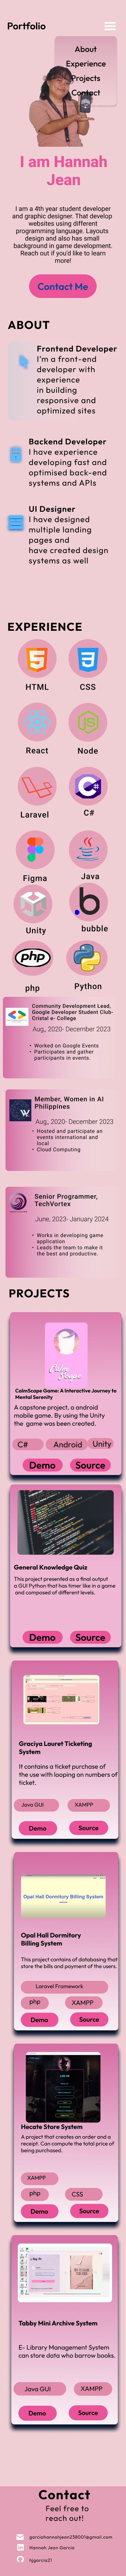 Portfolio
About
Experience
Projects
Contact
I am Hannah
Jean
I am a 4th year student developer
and graphic designer. That develop
websites using different
programming language. Layouts
design and also has small
background in game development.
Reach out if you'd like to learn
more!
Contact Me
ABOUT
Frontend Developer
I'm a front-end
developer with
experience
in building
responsive and
optimized sites
Backend Developer
I have experience
developing fast and
optimised back-end
systems and APIs
UI Designer
I have designed
multiple landing
pages and
have created design
systems as well
EXPERIENCE
HTML
CSS
React
Node
Laravel
C#
Figma
Java
Unity
bubble
php
php
Python
Community Development Lead,
Google Developer Student Club-
Cristal e- College
Aug,, 2020- December 2023
• Worked on Google Events
• Participates and gather
participants in events.
Member, Women in AI
Philippines
Aug,, 2020- December 2023
• Hosted and participate an
events international and
local
• Cloud Computing
Senior Programmer,
TechVortex
June, 2023- January 2024
• Works in developing game
application
• Leads the team to make it
the best and productive.
PROJECTS
Calm
Scape
CalmScape Game: A Interactive Journey to
Mental Serenity
A capstone project, a android
mobile game. By using the Unity
the game was been created.
C#
Android
Unity
Demo
Source
General Knowledge Quiz
This project presented as a final output
a GUI Python that has timer like in a game
and composed of different levels.
Demo
Source
Graciya Lauret Ticketing
System
It contains a ticket purchase of
the use with looping on numbers of
ticket.
Java GUI
XAMPP
Demo
Source
Opal Hall Dormitory Billing System
Opal Hall Dormitory
Billing System
This project contains of databasing that
store the bills and payment of the users.
Laravel Framework
php
XAMPP
Demo
Source
Hecate Store System
A project that creates an order and a
receipt. Can compute the total price of
being purchased.
XAMPP
php
CSS
Demo
Source
Tabby Mini Archive System
E- Library Management System
can store data who borrow books.
Java GUI
XAMPP
Demo
Source
Contact
Feel free to
reach out!
garciahannahjean238001@gmail.com
Hannah Jean Garcia
hjgarcia21